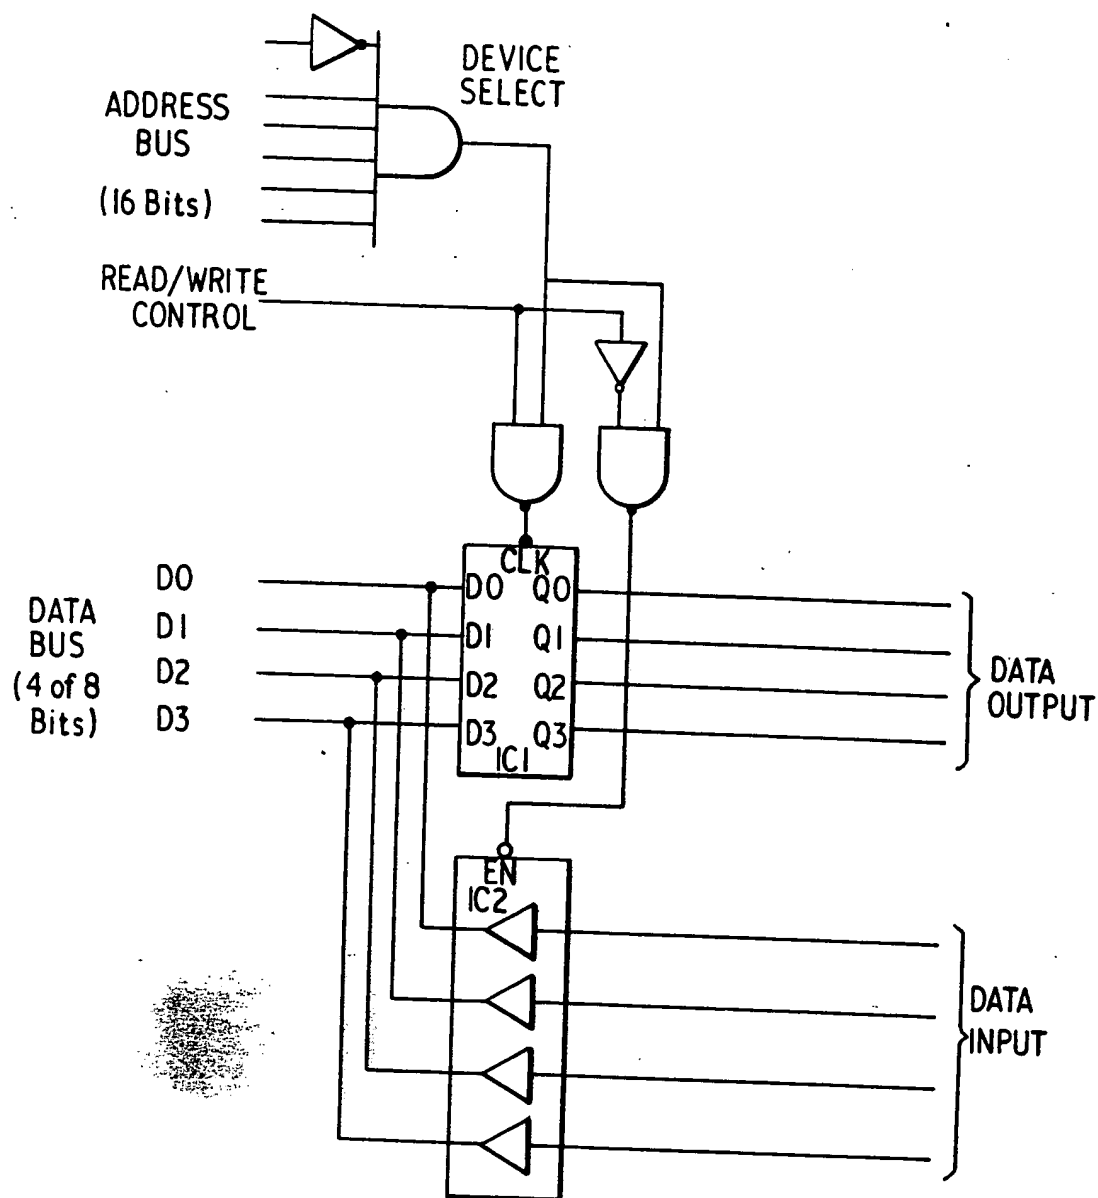 DEVICE
SELECT
ADDRESS
BUS
(16 Bits)
READ/WRITE
CONTROL
CLK
DATA
BUS
(4 of 8
Bits)
D0
D1
D2
D3
D0 Q0
D1 Q1
D2 Q2
D3 Q3
IC1
DATA
OUTPUT
EN
IC2
DATA
INPUT